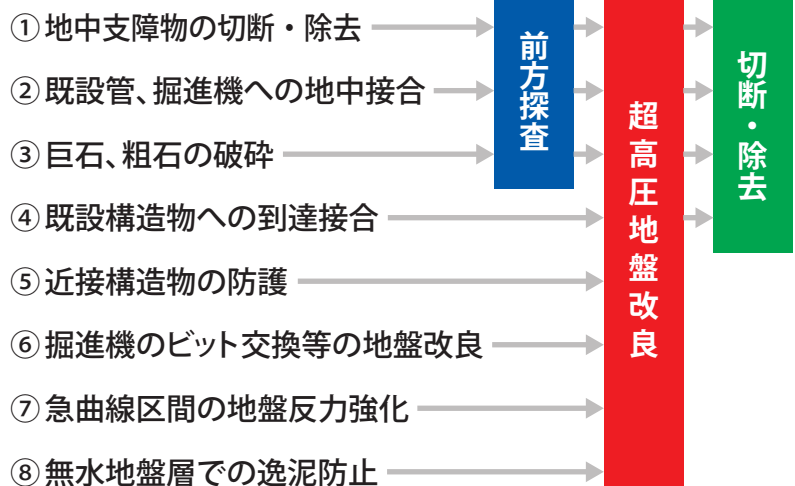 ①地中支障物の切断・除去
②既設管、掘進機への地中接合
③巨石、粗石の破砕
④既設構造物への到達接合
⑤近接構造物の防護
⑥掘進機のビット交換等の地盤改良
⑦急曲線区間の地盤反力強化
⑧無水地盤層での逸泥防止
前方探査
超高圧地盤改良
切断・除去